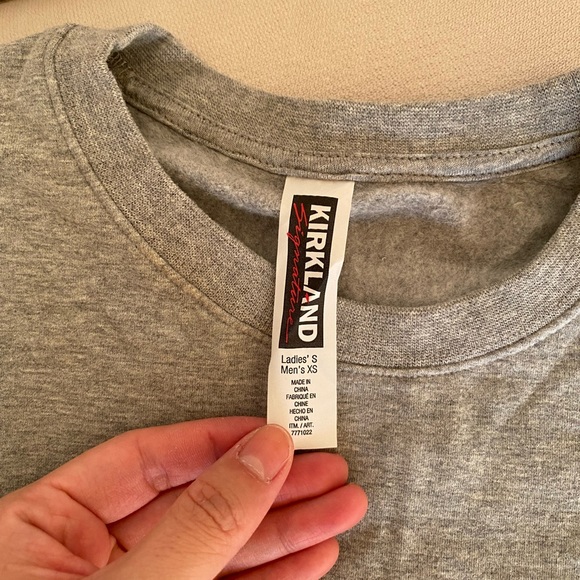 KIRKLAND
Signature
Ladies' S
Men's XS
MADE IN
CHINA
FABRIQUÉ EN
CHINE
HECHO EN
CHINA
ITM. / ART.
7771022